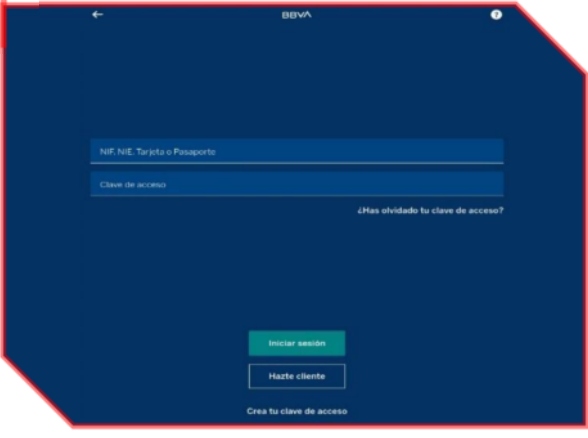 BBVA
?
NIF, NIE, Tarjeta o Pasaporte
Clave de acceso
¿Has olvidado tu clave de acceso?
Iniciar sesión
Hazte cliente
Crea tu clave de acceso